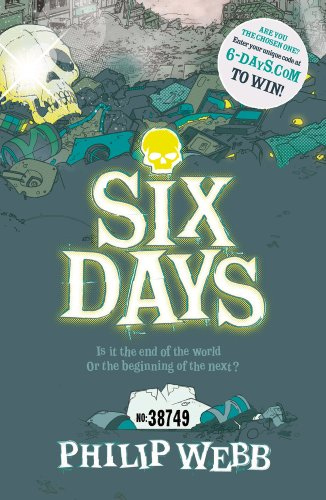 ARE YOU
THE CHOSEN ONE?
Enter your unique code at
6-DAYS.COM
TO WIN!
SIX
DAYS
Is it the end of the world
Or the beginning of the next?
NO: 38749
PHILIP WEBB